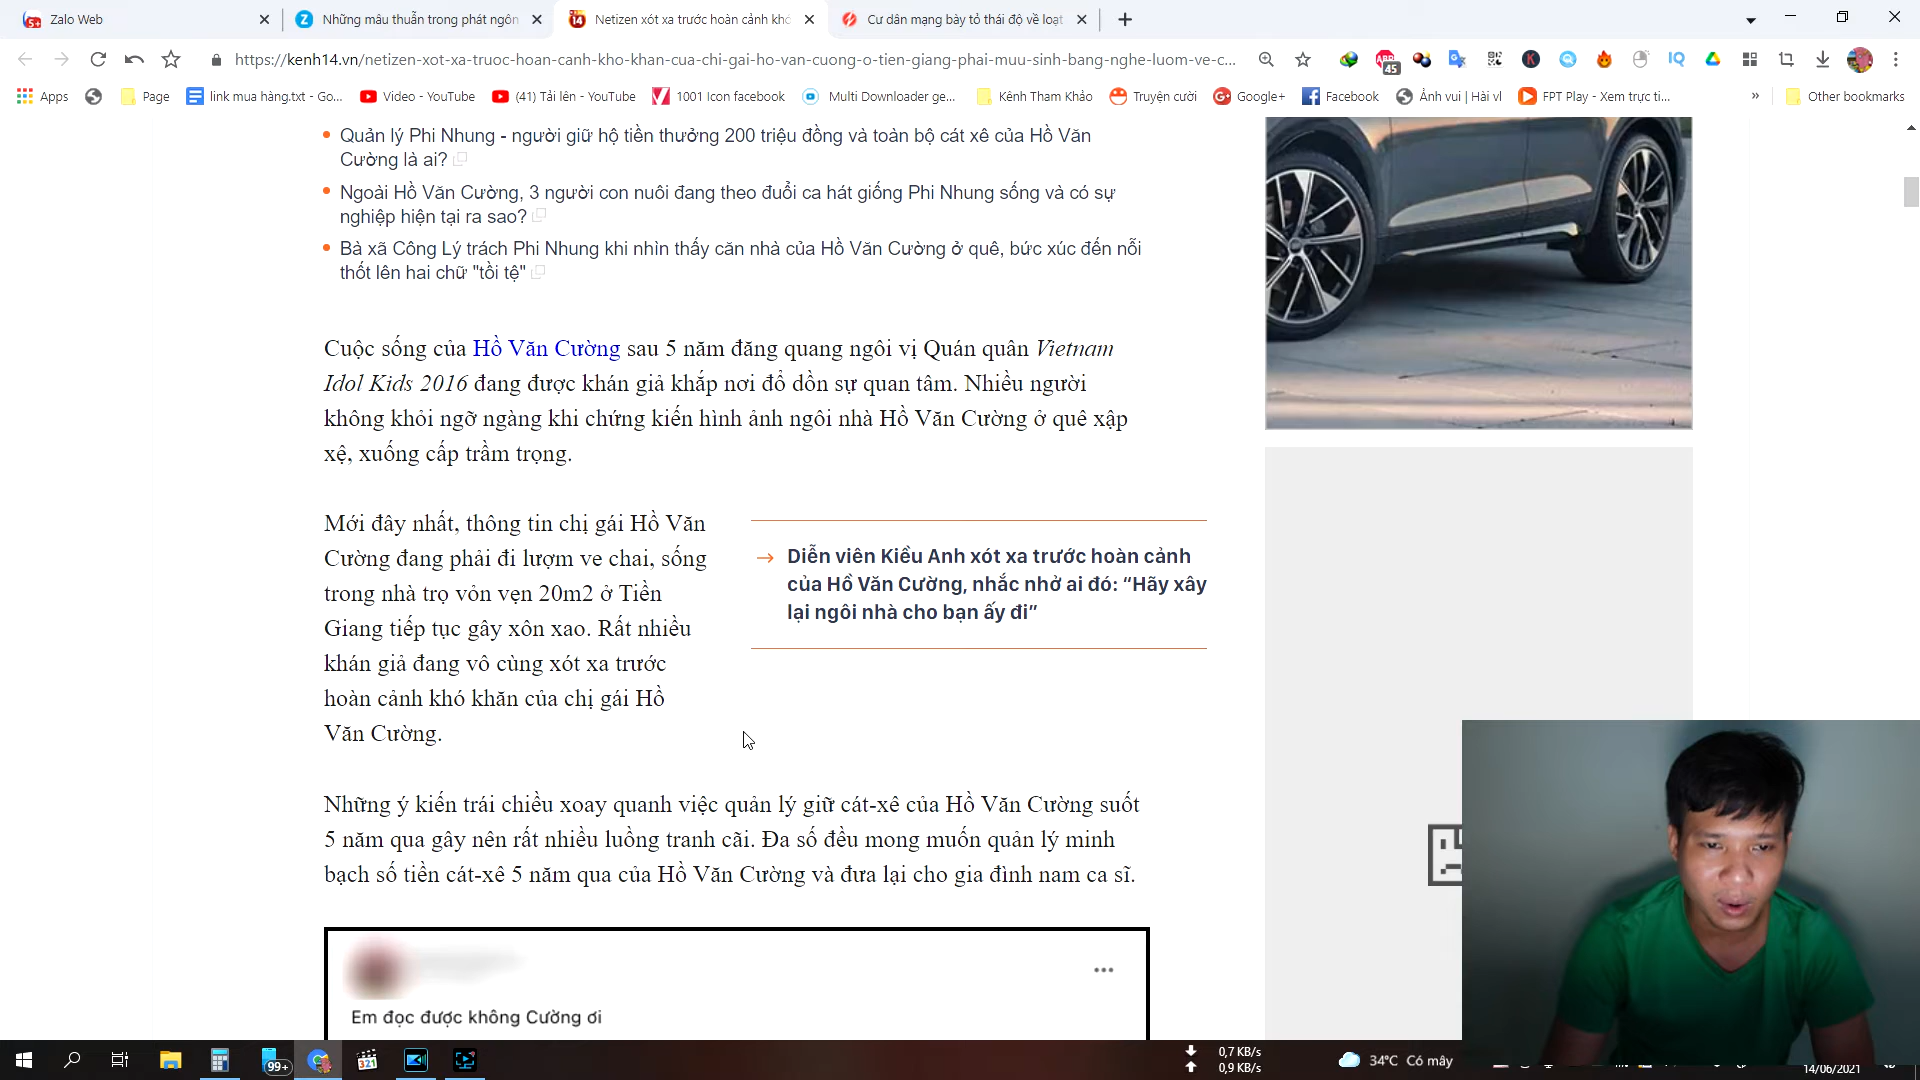 Zalo Web
Những mâu thuẫn trong phát ngôn
Netizen xót xa trước hoàn cảnh khó
Cư dân mạng bày tỏ thái độ về loạt
https://kenh14.vn/netizen-xot-xa-truoc-hoan-canh-kho-khan-cua-chi-gai-ho-van-cuong-o-tien-giang-phai-muu-sinh-bang-nghe-luom-ve-c...
45
Apps
Page
link mua hàng.txt - Go...
Video - YouTube
(41) Tải lên - YouTube
1001 Icon facebook
Multi Downloader ge...
Kênh Tham Khảo
Truyện cười
Google+
Facebook
Ảnh vui | Hài vl
FPT Play - Xem trực ti...
»
Other bookmarks
Quản lý Phi Nhung - người giữ hộ tiền thưởng 200 triệu đồng và toàn bộ cát xê của Hồ Văn
Cường là ai?
Ngoài Hồ Văn Cường, 3 người con nuôi đang theo đuổi ca hát giống Phi Nhung sống và có sự
nghiệp hiện tại ra sao?
Bà xã Công Lý trách Phi Nhung khi nhìn thấy căn nhà của Hồ Văn Cường ở quê, bức xúc đến nỗi
thốt lên hai chữ "tồi tệ"
Cuộc sống của Hồ Văn Cường sau 5 năm đăng quang ngôi vị Quán quân Vietnam
Idol Kids 2016 đang được khán giả khắp nơi đổ dồn sự quan tâm. Nhiều người
không khỏi ngỡ ngàng khi chứng kiến hình ảnh ngôi nhà Hồ Văn Cường ở quê xập
xệ, xuống cấp trầm trọng.
Mới đây nhất, thông tin chị gái Hồ Văn
Cường đang phải đi lượm ve chai, sống
trong nhà trọ vỏn vẹn 20m2 ở Tiền
Giang tiếp tục gây xôn xao. Rất nhiều
khán giả đang vô cùng xót xa trước
hoàn cảnh khó khăn của chị gái Hồ
Văn Cường.
Diễn viên Kiều Anh xót xa trước hoàn cảnh
của Hồ Văn Cường, nhắc nhở ai đó: “Hãy xây
lại ngôi nhà cho bạn ấy đi”
Những ý kiến trái chiều xoay quanh việc quản lý giữ cát-xê của Hồ Văn Cường suốt
5 năm qua gây nên rất nhiều luồng tranh cãi. Đa số đều mong muốn quản lý minh
bạch số tiền cát-xê 5 năm qua của Hồ Văn Cường và đưa lại cho gia đình nam ca sĩ.
Em đọc được không Cường ơi
99+
321
0,7 KB/s
0,9 KB/s
34°C Có mây
14/06/2021